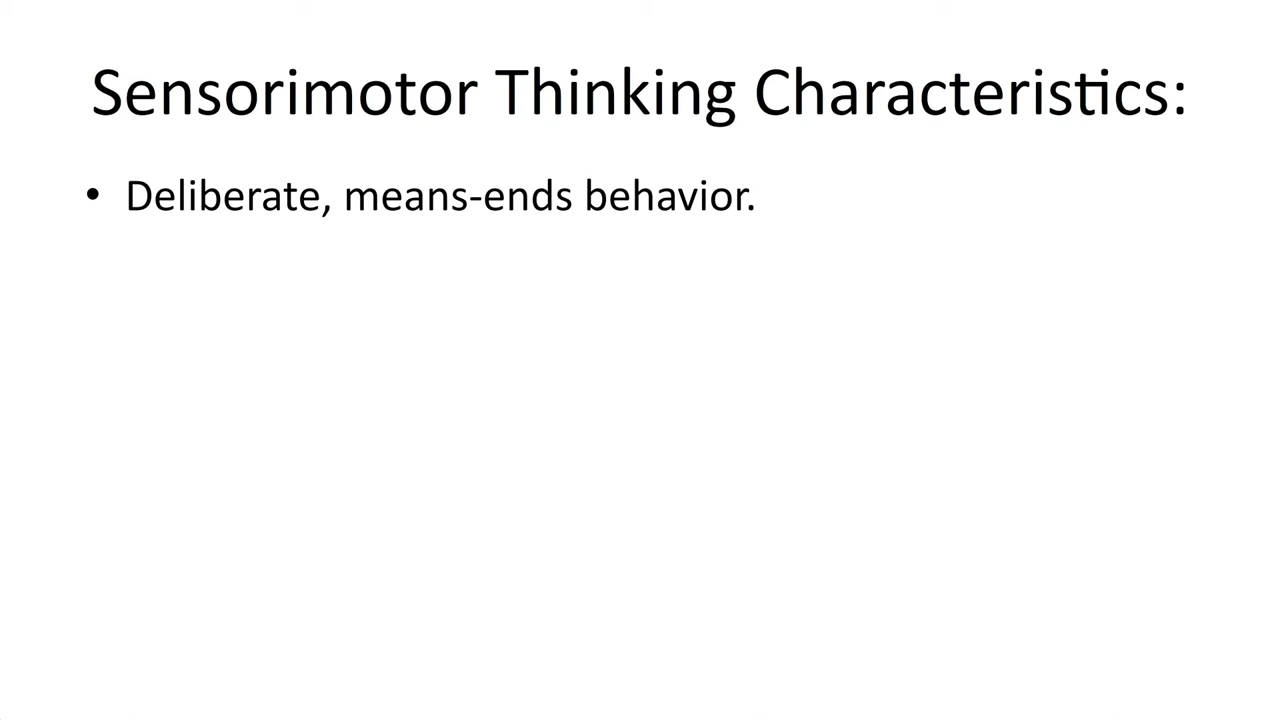 Sensorimotor Thinking Characteristics:
• Deliberate, means-ends behavior.